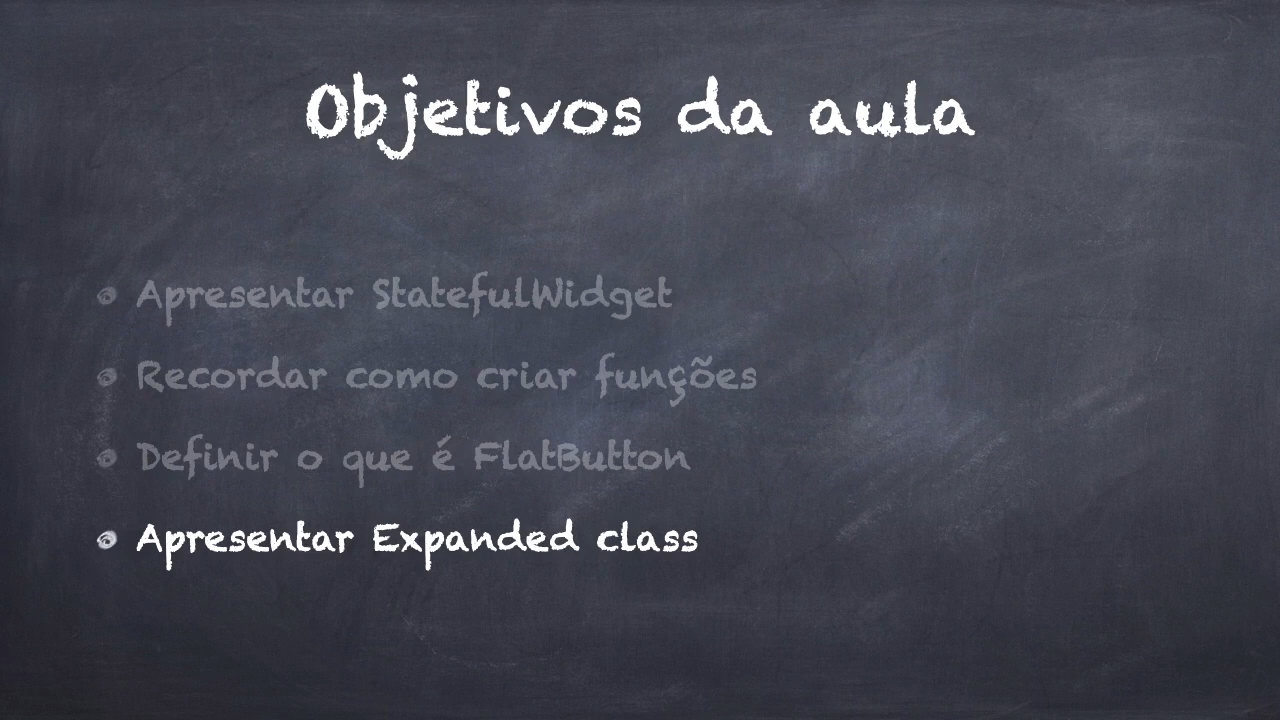 Objetivos da aula
Apresentar StatefulWidget
Recordar como criar funções
Definir o que é FlatButton
Apresentar Expanded class